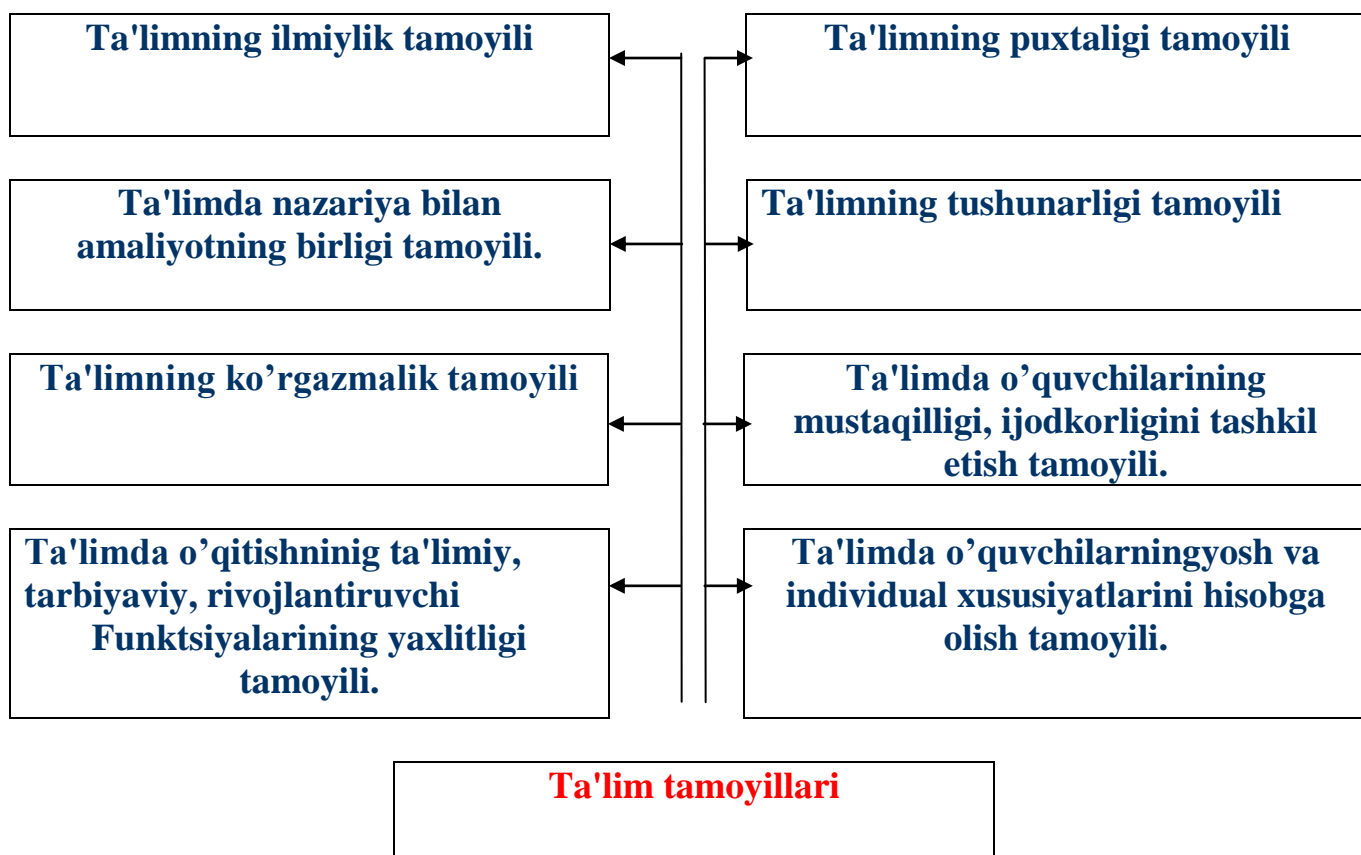 Ta'limning ilmiylik tamoyili
Ta'limning puxtaligi tamoyili
Ta'limda nazariya bilan
amaliyotning birligi tamoyili.
Ta'limning tushunarligi tamoyili
Ta'limning ko’rgazmalik tamoyili
Ta'limda o’quvchilarining
mustaqilligi, ijodkorligini tashkil
etish tamoyili.
Ta'limda o’qitishninig ta'limiy,
tarbiyaviy, rivojlantiruvchi
Funktsiyalarining yaxlitligi
tamoyili.
Ta'limda o’quvchilarningyosh va
individual xususiyatlarini hisobga
olish tamoyili.
Ta'lim tamoyillari